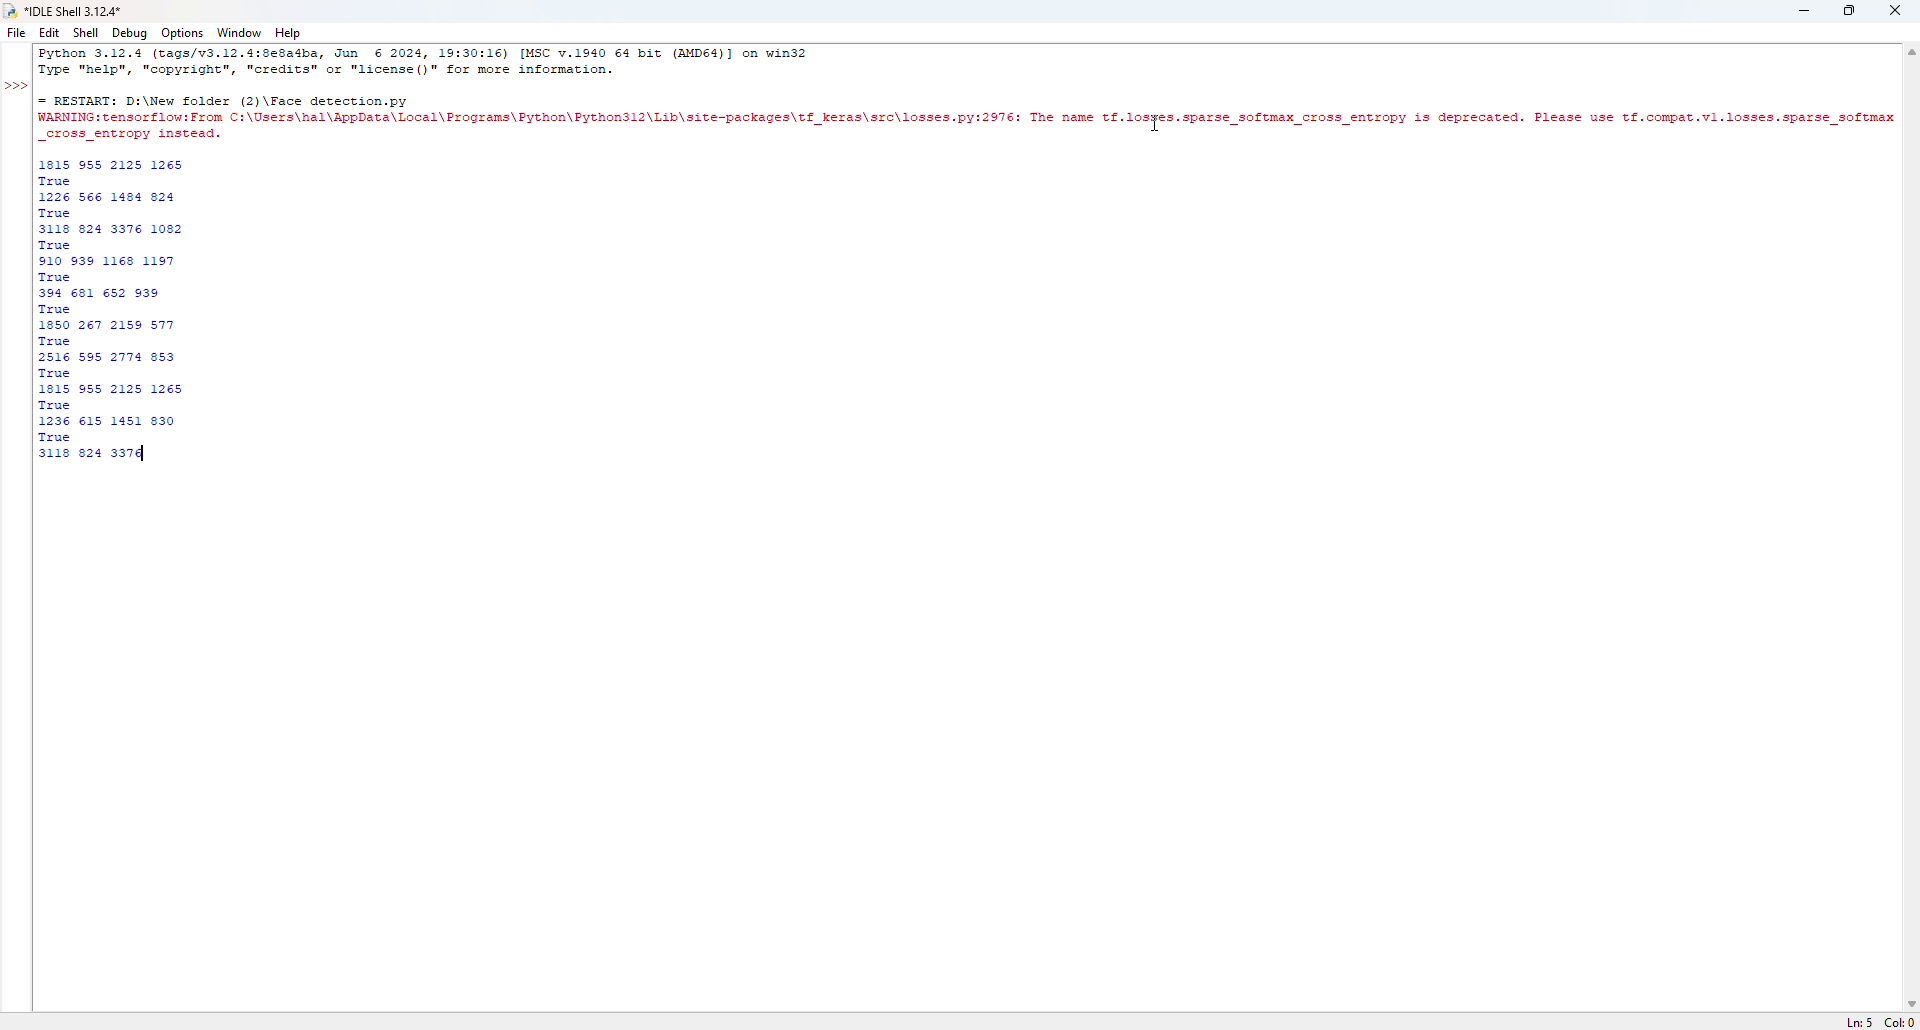 *IDLE Shell 3.12.4*
File Edit Shell Debug Options Window Help
Python 3.12.4 (tags/v3.12.4:8e8a4ba, Jun  6 2024, 19:30:16) [MSC v.1940 64 bit (AMD64)] on win32
Type "help", "copyright", "credits" or "license()" for more information.
>>>
= RESTART: D:\New folder (2)\Face detection.py
WARNING:tensorflow:From C:\Users\hal\AppData\Local\Programs\Python\Python312\Lib\site-packages\tf_keras\src\losses.py:2976: The name tf.losses.sparse_softmax_cross_entropy is deprecated. Please use tf.compat.v1.losses.sparse_softmax
_cross_entropy instead.
1815 955 2125 1265
True
1226 566 1484 824
True
3118 824 3376 1082
True
910 939 1168 1197
True
394 681 652 939
True
1850 267 2159 577
True
2516 595 2774 853
True
1815 955 2125 1265
True
1236 615 1451 830
True
3118 824 3376
Ln: 5 Col: 0